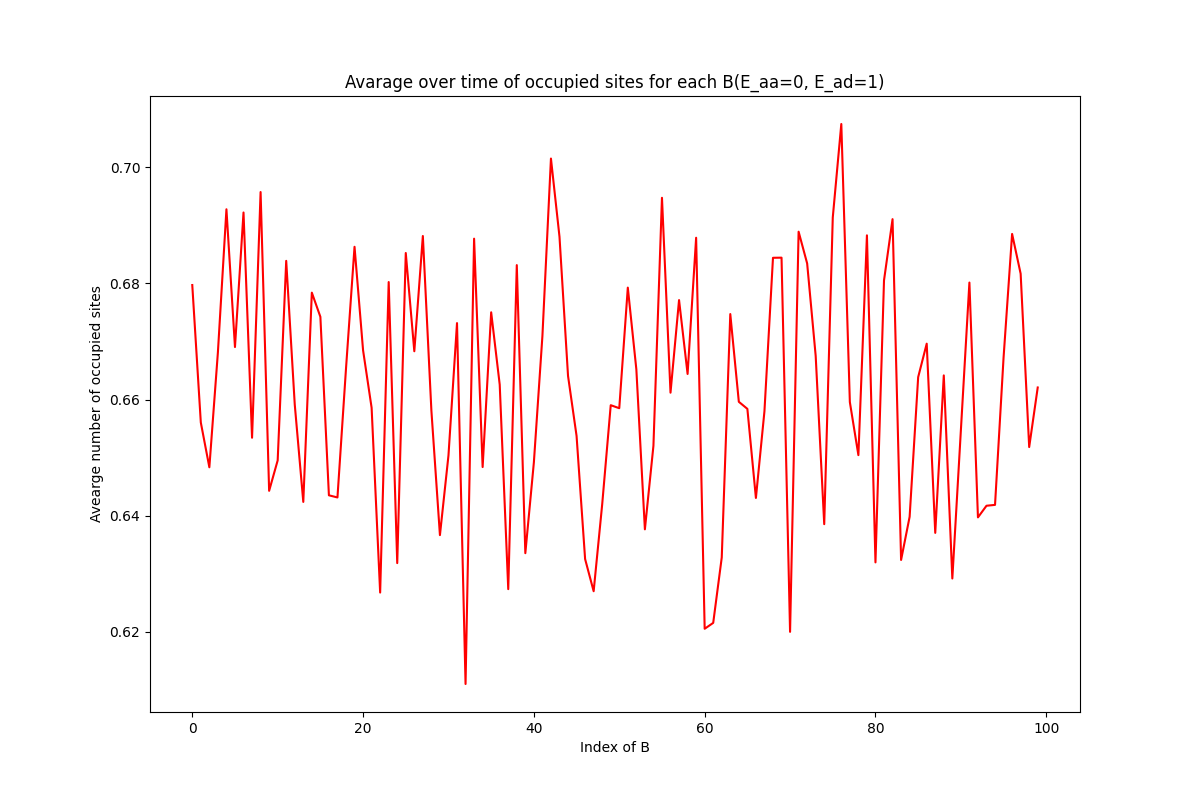 Avarage over time of occupied sites for each B(E_aa=0, E_ad=1)
0.70
0.68
0.66
0.64
0.62
Avearge number of occupied sites
0 20 40 60 80 100
Index of B